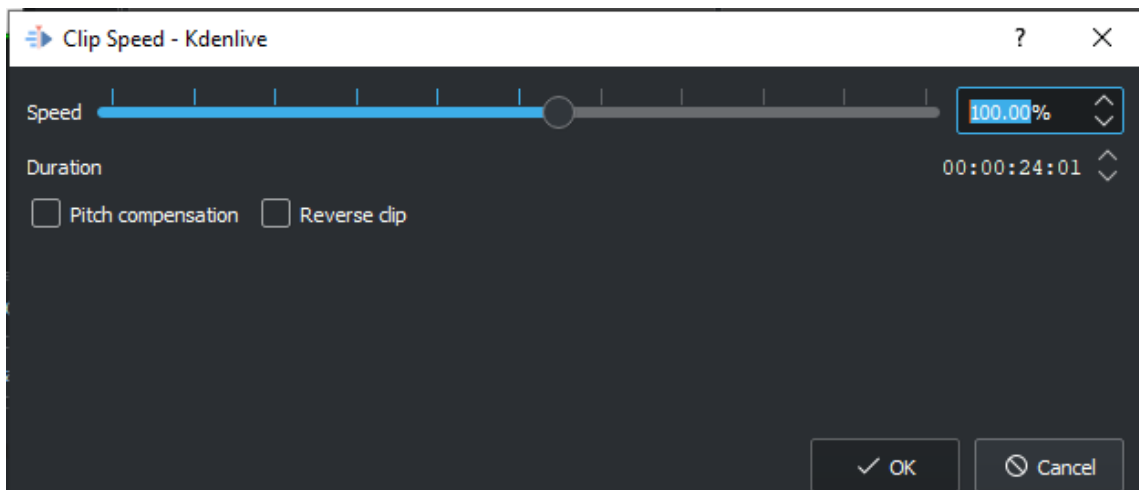 Clip Speed - Kdenlive ?
Speed 100.00%
Duration 00:00:24:01
Pitch compensation Reverse clip
OK Cancel